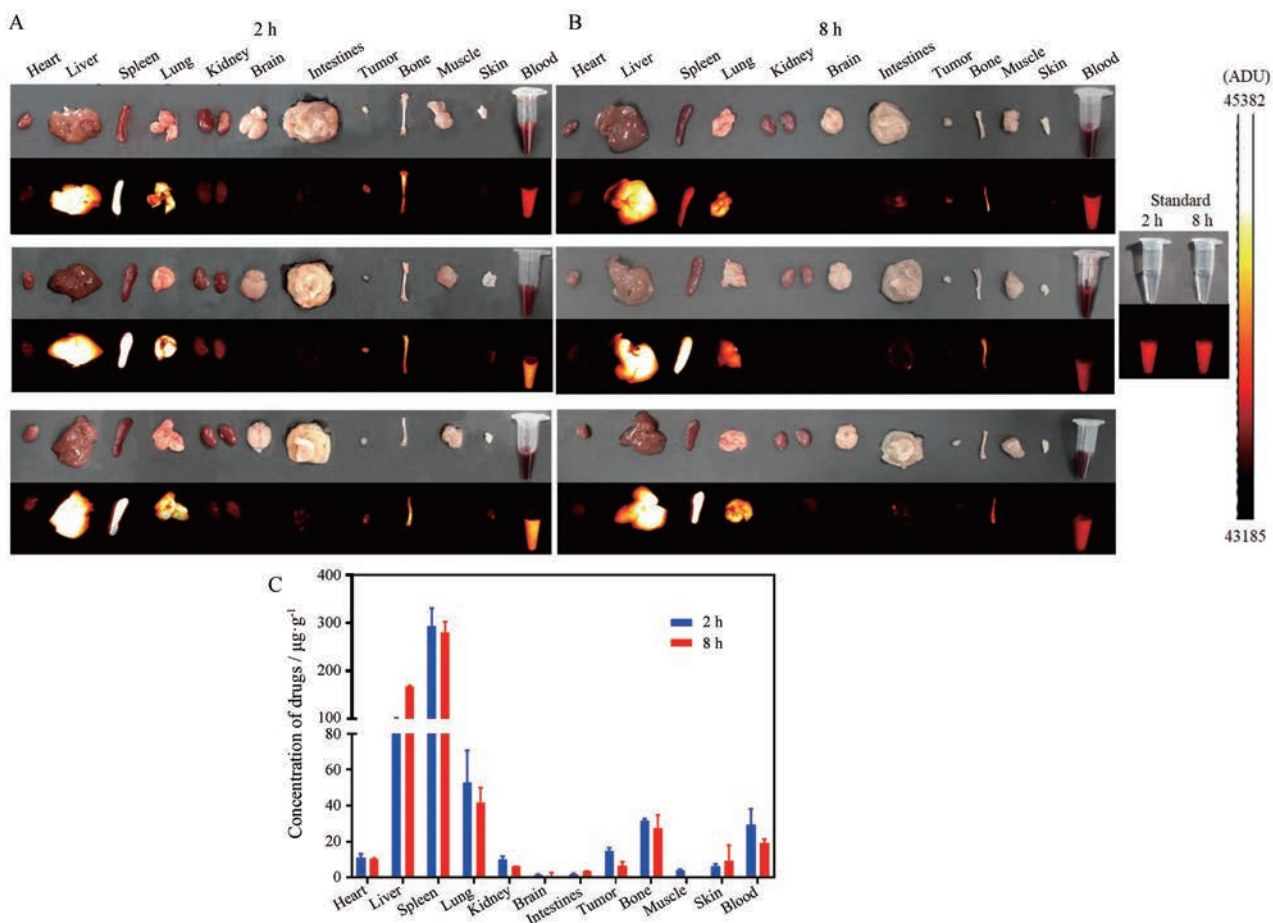 A
2 h
Heart Liver Spleen Lung Kidney Brain Intestines Tumor Bone Muscle Skin Blood
B
8 h
Heart Liver Spleen Lung Kidney Brain Intestines Tumor Bone Muscle Skin Blood
(ADU)
45382
Standard
2 h 8 h
43185
C
Concentration of drugs / μg·g⁻¹
400
300
200
100
80
60
40
20
0
2 h
8 h
Heart Liver Spleen Lung Kidney Brain Intestines Tumor Bone Muscle Skin Blood